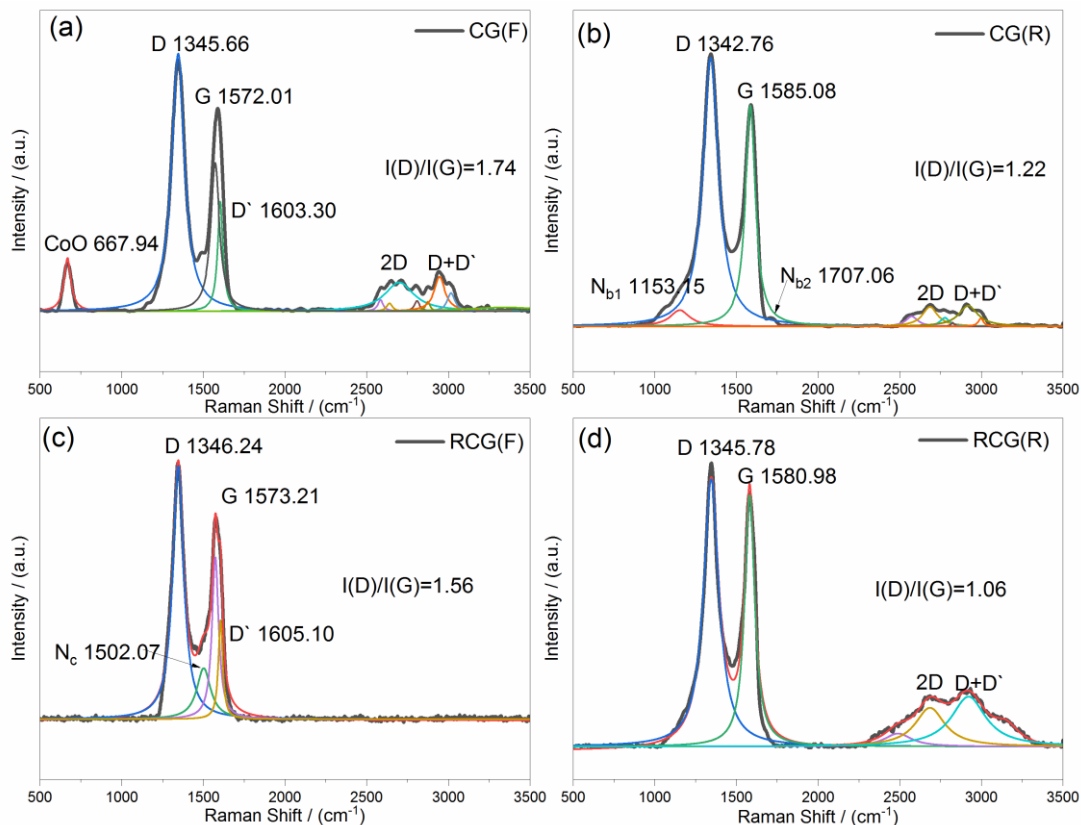 (a)
CG(F)
D 1345.66
G 1572.01
I(D)/I(G)=1.74
D` 1603.30
CoO 667.94
2D
D+D`
Intensity / (a.u.)
500 1000 1500 2000 2500 3000 3500
Raman Shift / (cm-1)
(b)
CG(R)
D 1342.76
G 1585.08
I(D)/I(G)=1.22
Nb1 1153.15
Nb2 1707.06
2D
D+D`
Intensity / (a.u.)
500 1000 1500 2000 2500 3000 3500
Raman Shift / (cm-1)
(c)
RCG(F)
D 1346.24
G 1573.21
I(D)/I(G)=1.56
D` 1605.10
Nc 1502.07
Intensity / (a.u.)
500 1000 1500 2000 2500 3000 3500
Raman Shift / (cm-1)
(d)
RCG(R)
D 1345.78
G 1580.98
I(D)/I(G)=1.06
2D
D+D`
Intensity / (a.u.)
500 1000 1500 2000 2500 3000 3500
Raman Shift / (cm-1)